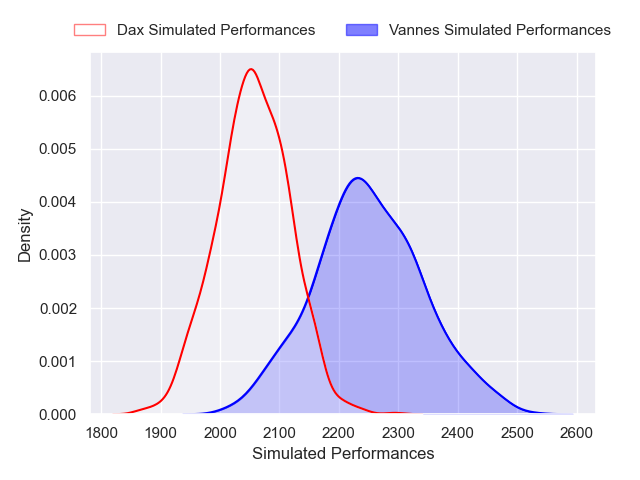 Dax Simulated Performances Vannes Simulated Performances
0.006
0.005
0.004
0.003
0.002
0.001
0.000
Density
1800 1900 2000 2100 2200 2300 2400 2500 2600
Simulated Performances